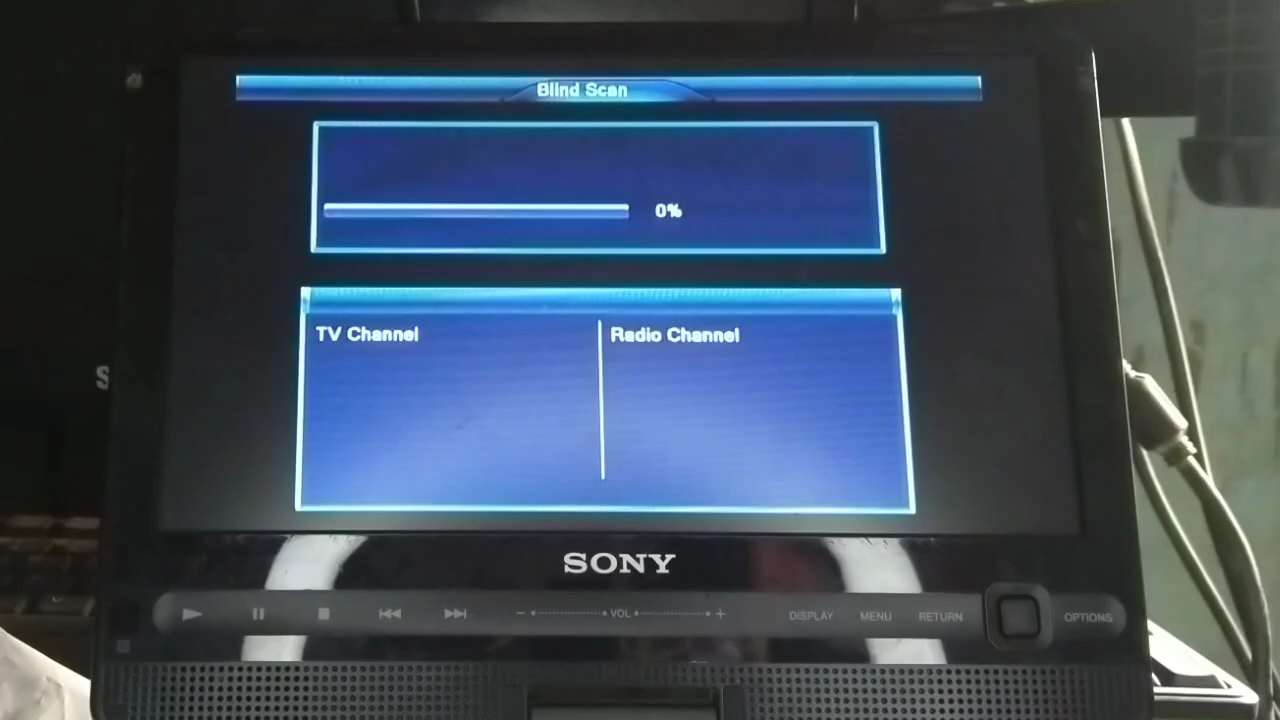 Blind Scan
0%
TV Channel
Radio Channel
S
SONY
- VOL +
DISPLAY
MENU
RETURN
OPTIONS